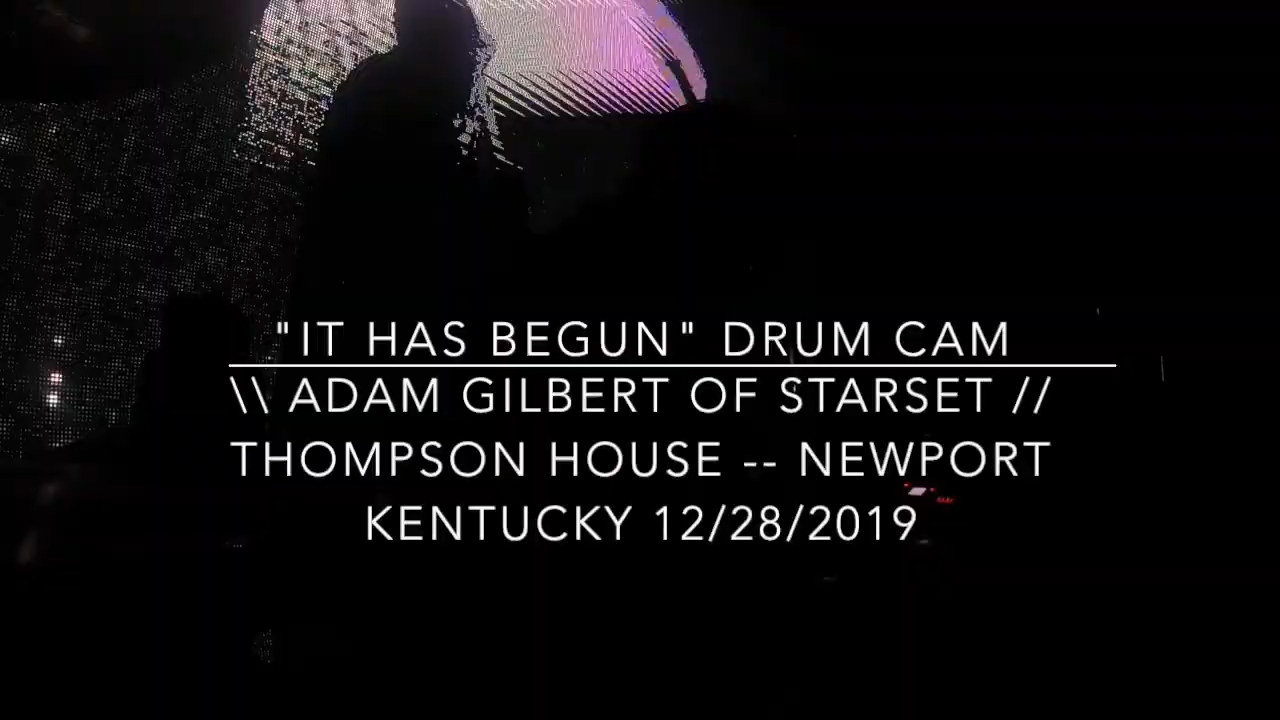 "IT HAS BEGUN" DRUM CAM
\\ ADAM GILBERT OF STARSET //
THOMPSON HOUSE -- NEWPORT
KENTUCKY 12/28/2019